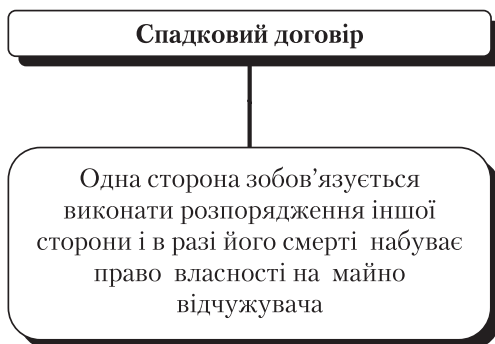 Спадковий договір
Одна сторона зобов’язується
виконати розпорядження іншої
сторони і в разі його смерті набуває
право власності на майно
відчужувача